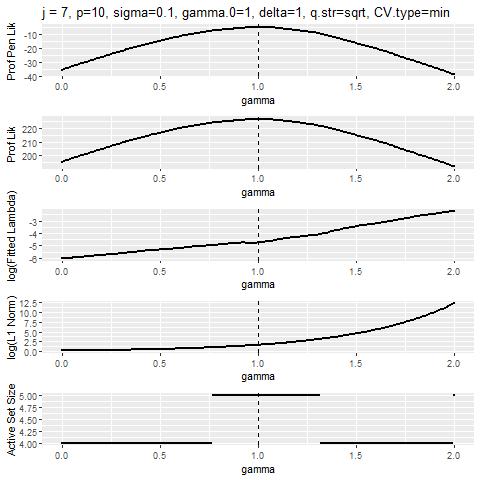 j = 7, p=10, sigma=0.1, gamma.0=1, delta=1, q.str=sqrt, CV.type=min
Prof Pen Lik
-10
-20
-30
-40
0.0 0.5 1.0 1.5 2.0
gamma
Prof Lik
220
210
200
0.0 0.5 1.0 1.5 2.0
gamma
log(Fitted Lambda)
-3
-4
-5
-6
0.0 0.5 1.0 1.5 2.0
gamma
log(L1 Norm)
12.5
10.0
7.5
5.0
2.5
0.0
0.0 0.5 1.0 1.5 2.0
gamma
Active Set Size
5.00
4.75
4.50
4.25
4.00
0.0 0.5 1.0 1.5 2.0
gamma